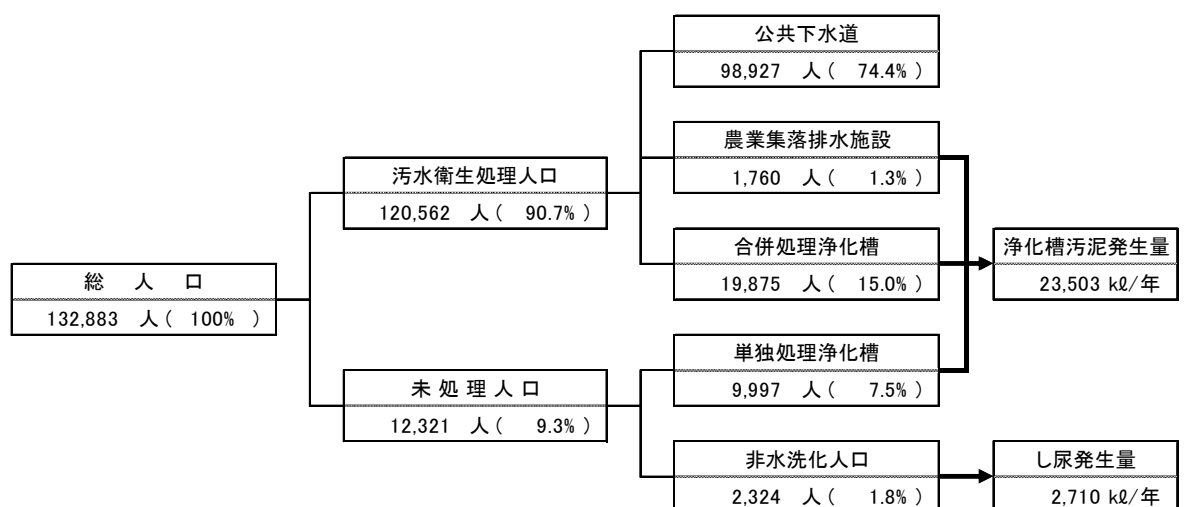 総 人 口
132,883 人 ( 100% )
汚水衛生処理人口
120,562 人 ( 90.7% )
未 処 理 人 口
12,321 人 ( 9.3% )
公共下水道
98,927 人 ( 74.4% )
農業集落排水施設
1,760 人 ( 1.3% )
合併処理浄化槽
19,875 人 ( 15.0% )
単独処理浄化槽
9,997 人 ( 7.5% )
非水洗化人口
2,324 人 ( 1.8% )
浄化槽汚泥発生量
23,503 kℓ/年
し尿発生量
2,710 kℓ/年